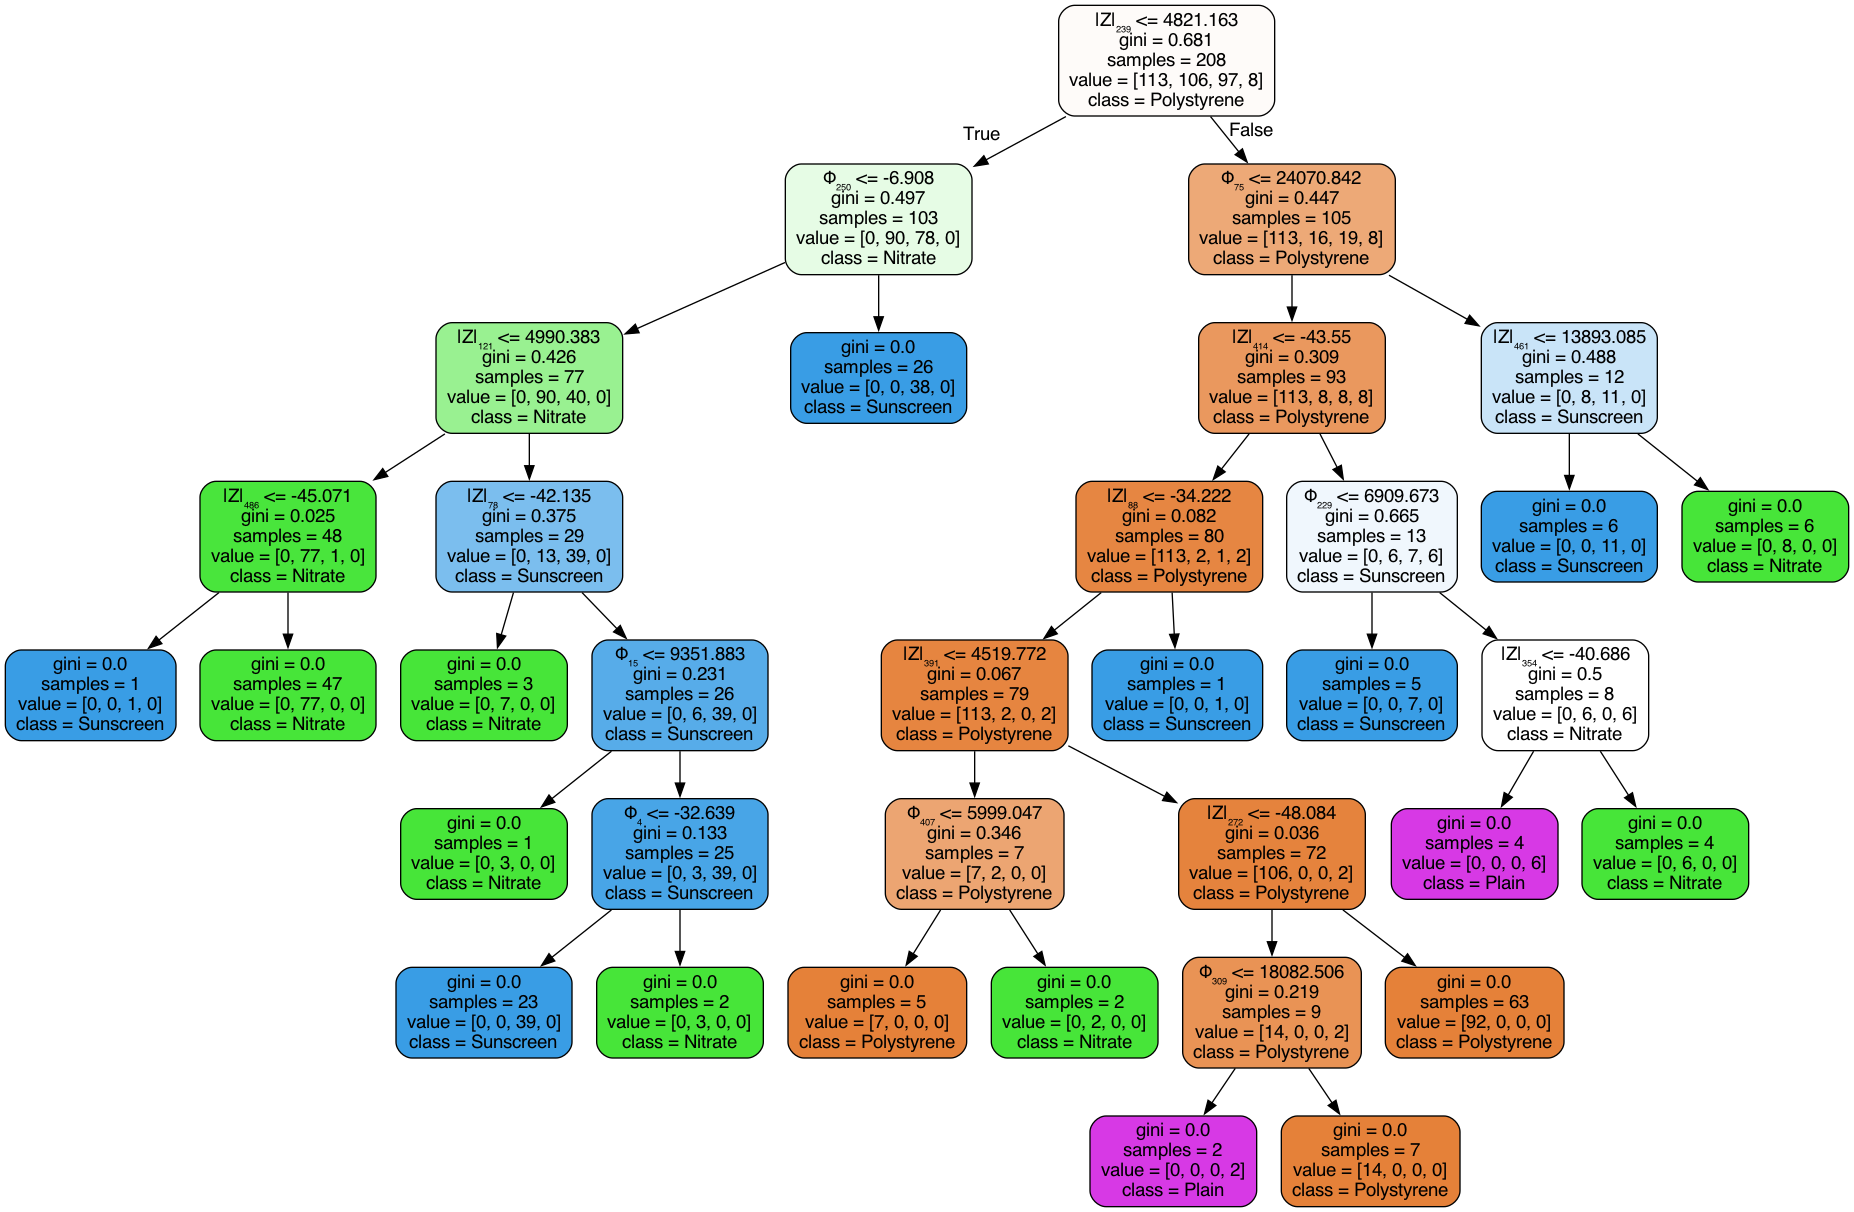 |Z|₂₃₉ <= 4821.163
gini = 0.681
samples = 208
value = [113, 106, 97, 8]
class = Polystyrene
True
False
Φ₂₅₀ <= -6.908
gini = 0.497
samples = 103
value = [0, 90, 78, 0]
class = Nitrate
Φ₇₅ <= 24070.842
gini = 0.447
samples = 105
value = [113, 16, 19, 8]
class = Polystyrene
|Z|₁₂₁ <= 4990.383
gini = 0.426
samples = 77
value = [0, 90, 40, 0]
class = Nitrate
gini = 0.0
samples = 26
value = [0, 0, 38, 0]
class = Sunscreen
|Z|₄₁₄ <= -43.55
gini = 0.309
samples = 93
value = [113, 8, 8, 8]
class = Polystyrene
|Z|₄₆₁ <= 13893.085
gini = 0.488
samples = 12
value = [0, 8, 11, 0]
class = Sunscreen
|Z|₄₈₆ <= -45.071
gini = 0.025
samples = 48
value = [0, 77, 1, 0]
class = Nitrate
|Z|₇₈ <= -42.135
gini = 0.375
samples = 29
value = [0, 13, 39, 0]
class = Sunscreen
|Z|₈₈ <= -34.222
gini = 0.082
samples = 80
value = [113, 2, 1, 2]
class = Polystyrene
Φ₂₂₉ <= 6909.673
gini = 0.665
samples = 13
value = [0, 6, 7, 6]
class = Sunscreen
gini = 0.0
samples = 6
value = [0, 0, 11, 0]
class = Sunscreen
gini = 0.0
samples = 6
value = [0, 8, 0, 0]
class = Nitrate
gini = 0.0
samples = 1
value = [0, 0, 1, 0]
class = Sunscreen
gini = 0.0
samples = 47
value = [0, 77, 0, 0]
class = Nitrate
gini = 0.0
samples = 3
value = [0, 7, 0, 0]
class = Nitrate
Φ₁₅ <= 9351.883
gini = 0.231
samples = 26
value = [0, 6, 39, 0]
class = Sunscreen
|Z|₃₉₁ <= 4519.772
gini = 0.067
samples = 79
value = [113, 2, 0, 2]
class = Polystyrene
gini = 0.0
samples = 1
value = [0, 0, 1, 0]
class = Sunscreen
gini = 0.0
samples = 5
value = [0, 0, 7, 0]
class = Sunscreen
|Z|₃₅₄ <= -40.686
gini = 0.5
samples = 8
value = [0, 6, 0, 6]
class = Nitrate
gini = 0.0
samples = 1
value = [0, 3, 0, 0]
class = Nitrate
Φ₄ <= -32.639
gini = 0.133
samples = 25
value = [0, 3, 39, 0]
class = Sunscreen
Φ₄₀₇ <= 5999.047
gini = 0.346
samples = 7
value = [7, 2, 0, 0]
class = Polystyrene
|Z|₂₇₂ <= -48.084
gini = 0.036
samples = 72
value = [106, 0, 0, 2]
class = Polystyrene
gini = 0.0
samples = 4
value = [0, 0, 0, 6]
class = Plain
gini = 0.0
samples = 4
value = [0, 6, 0, 0]
class = Nitrate
gini = 0.0
samples = 23
value = [0, 0, 39, 0]
class = Sunscreen
gini = 0.0
samples = 2
value = [0, 3, 0, 0]
class = Nitrate
gini = 0.0
samples = 5
value = [7, 0, 0, 0]
class = Polystyrene
gini = 0.0
samples = 2
value = [0, 2, 0, 0]
class = Nitrate
Φ₃₀₉ <= 18082.506
gini = 0.219
samples = 9
value = [14, 0, 0, 2]
class = Polystyrene
gini = 0.0
samples = 63
value = [92, 0, 0, 0]
class = Polystyrene
gini = 0.0
samples = 2
value = [0, 0, 0, 2]
class = Plain
gini = 0.0
samples = 7
value = [14, 0, 0, 0]
class = Polystyrene